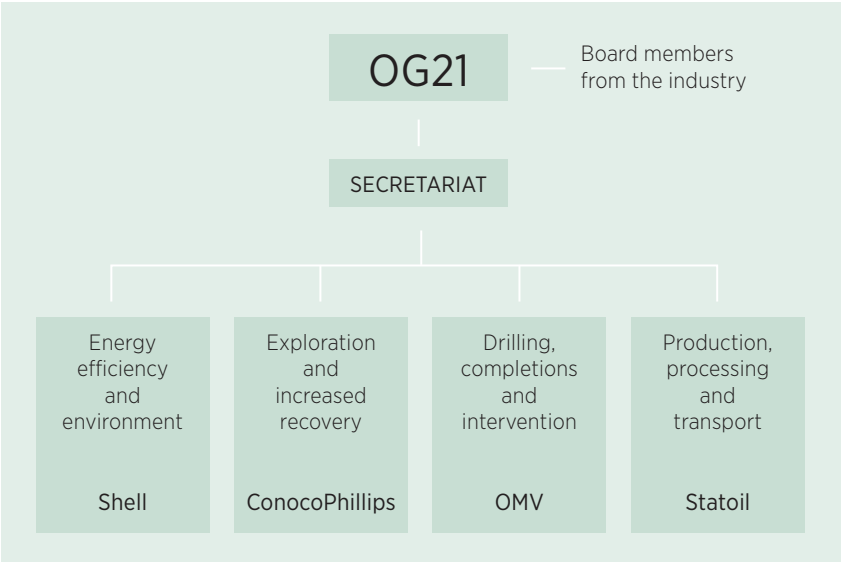 OG21
Board members
from the industry
SECRETARIAT
Energy
efficiency
and
environment
Shell
Exploration
and
increased
recovery
ConocoPhillips
Drilling,
completions
and
intervention
OMV
Production,
processing
and
transport
Statoil